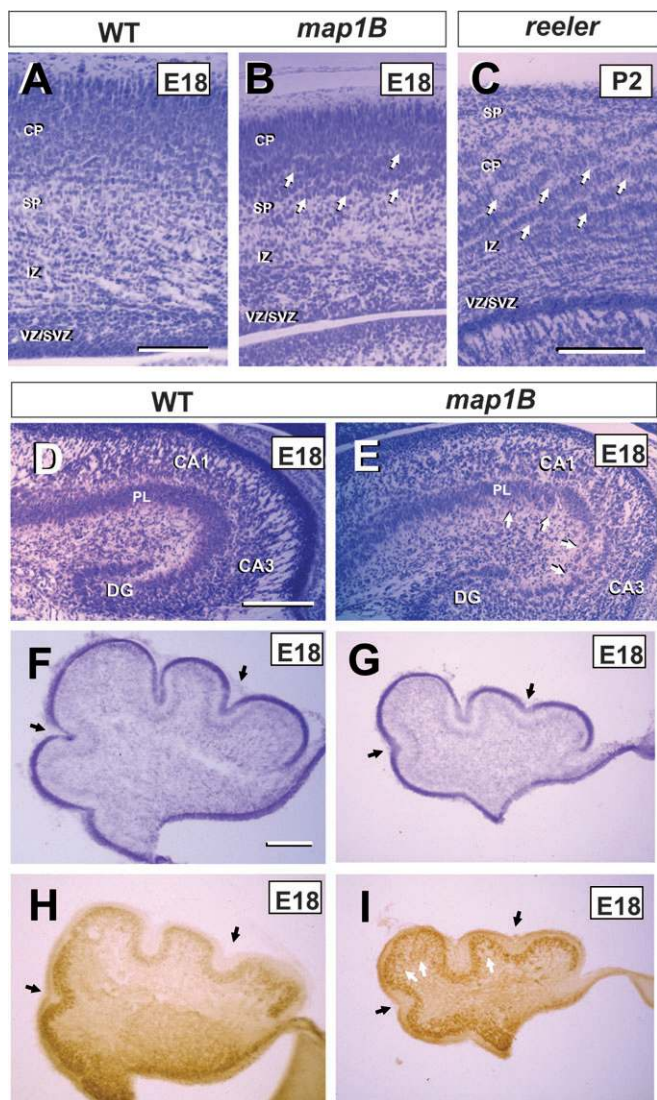 WT map1B reeler
A E18 B E18 C P2
SP
CP CP
CP
SP SP
IZ IZ IZ
VZ/SVZ VZ/SVZ VZ/SVZ
WT map1B
D E18 E E18
CA1 CA1
PL PL
CA3 CA3
DG DG
F E18 G E18
H E18 I E18